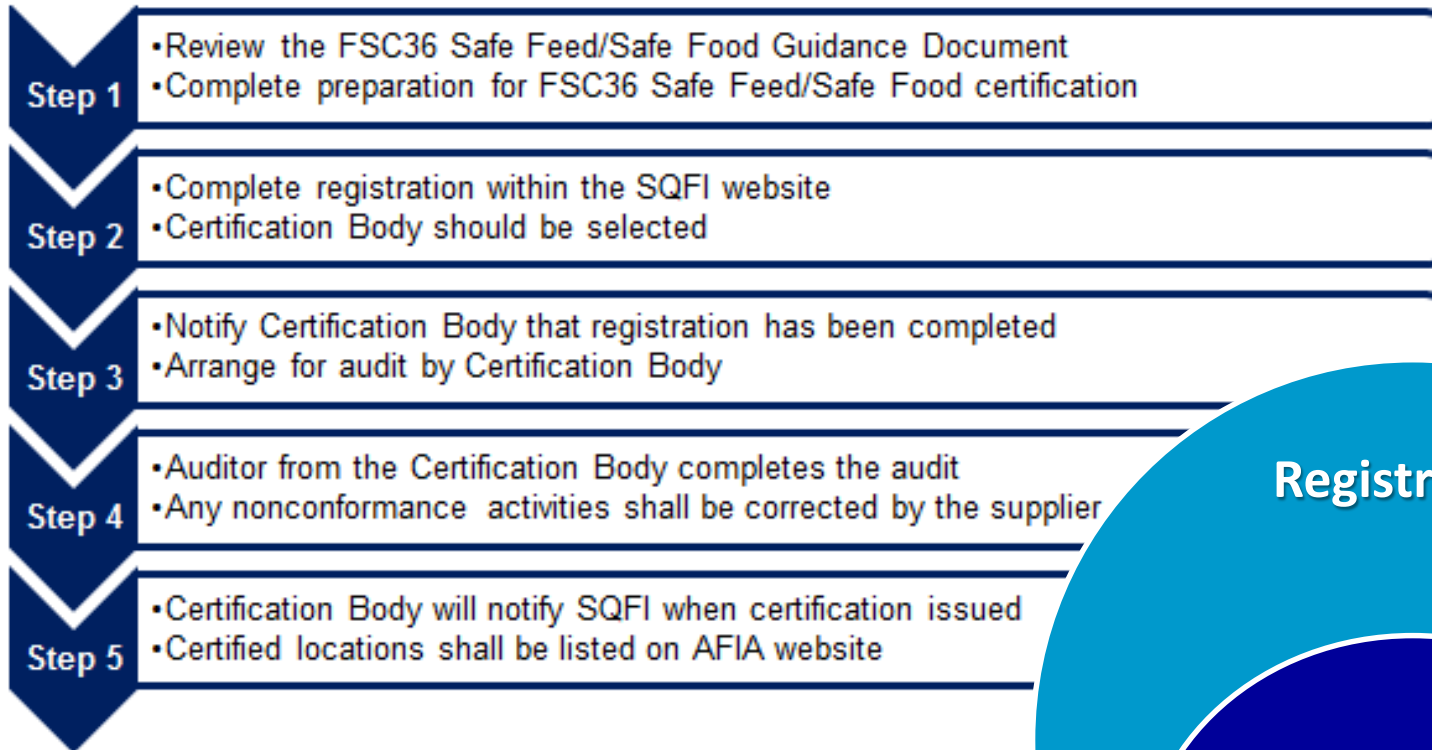 Step 1
•Review the FSC36 Safe Feed/Safe Food Guidance Document
•Complete preparation for FSC36 Safe Feed/Safe Food certification
Step 2
•Complete registration within the SQFI website
•Certification Body should be selected
Step 3
•Notify Certification Body that registration has been completed
•Arrange for audit by Certification Body
Step 4
•Auditor from the Certification Body completes the audit
•Any nonconformance activities shall be corrected by the supplier
Step 5
•Certification Body will notify SQFI when certification issued
•Certified locations shall be listed on AFIA website
Registr